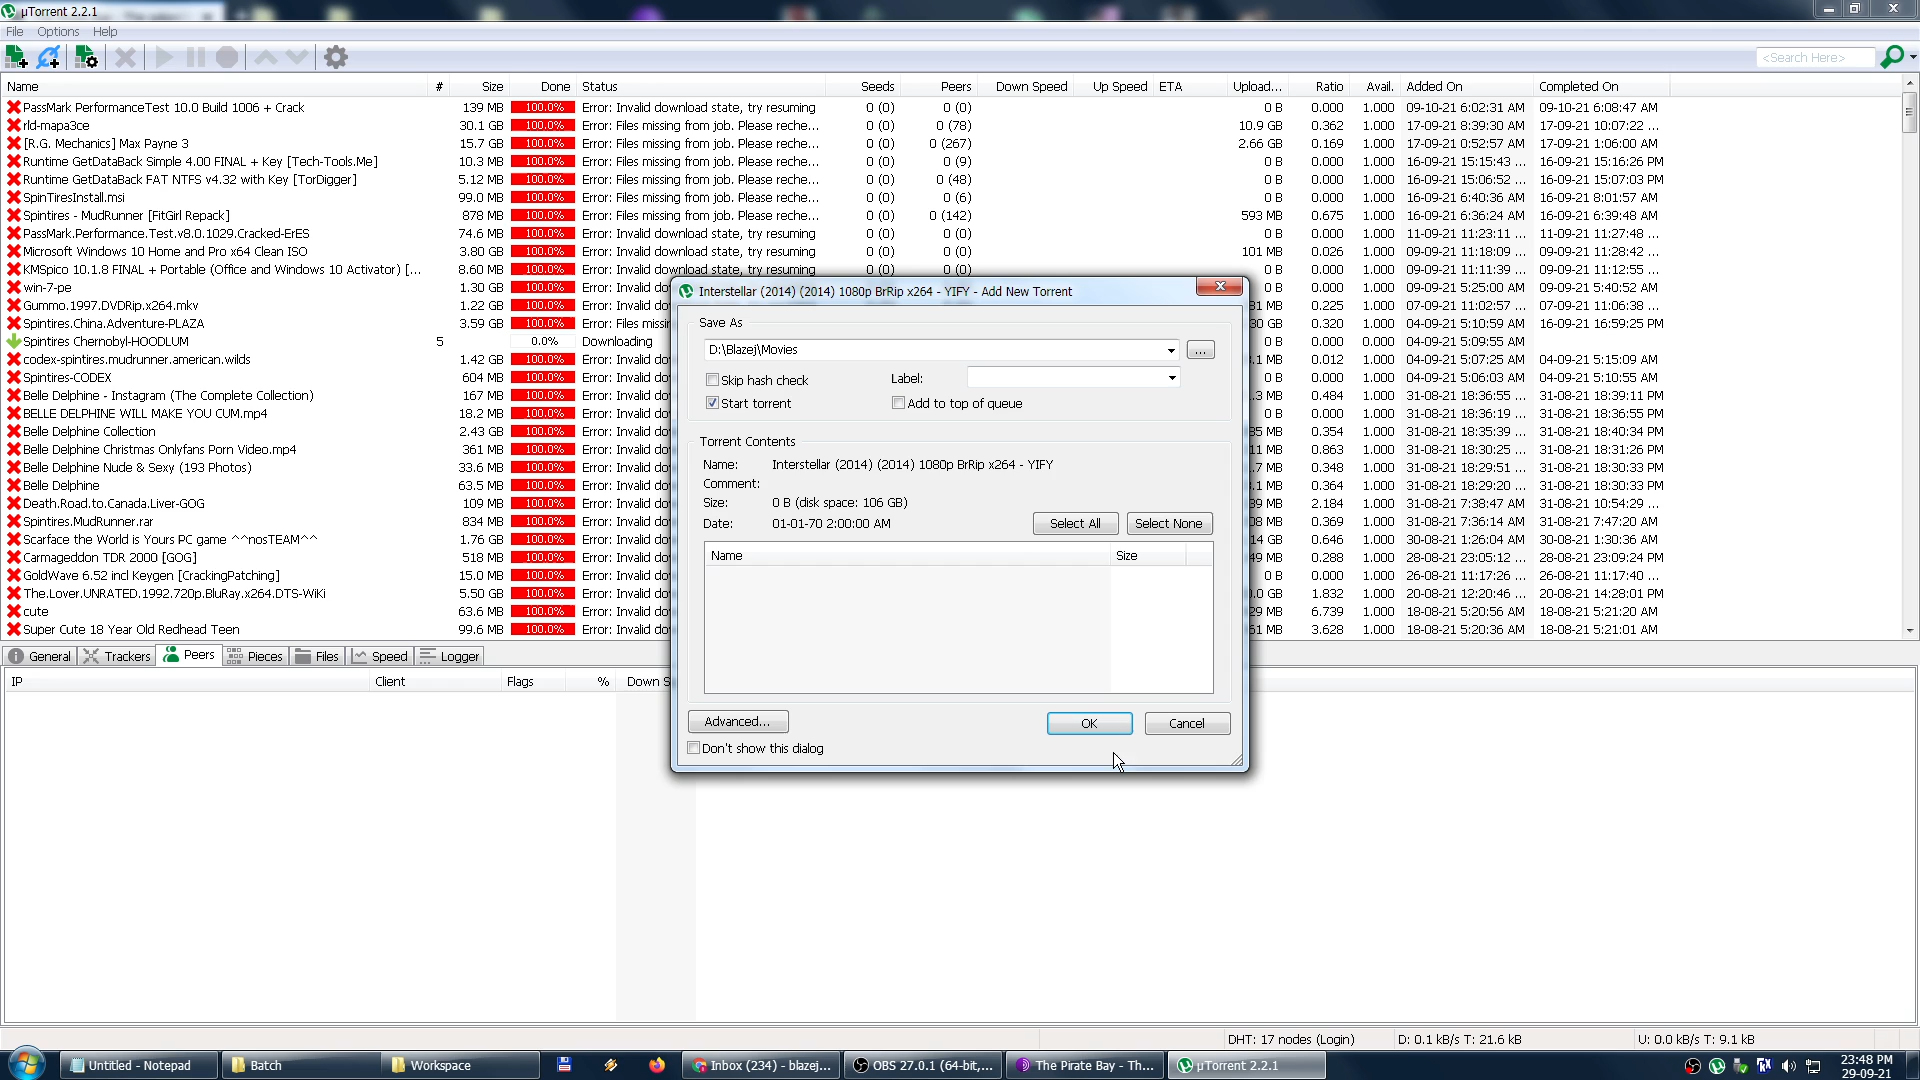 µTorrent 2.2.1
File Options Help
<Search Here>
Name # Size Done Status Seeds Peers Down Speed Up Speed ETA Upload... Ratio Avail. Added On Completed On
PassMark PerformanceTest 10.0 Build 1006 + Crack 139 MB 100.0% Error: Invalid download state, try resuming 0 (0) 0 (0) 0 B 0.000 1.000 09-10-21 6:02:31 AM 09-10-21 6:08:47 AM
rld-mapa3ce 30.1 GB 100.0% Error: Files missing from job. Please reche... 0 (0) 0 (78) 10.9 GB 0.362 1.000 17-09-21 8:39:30 AM 17-09-21 10:07:22 ...
[R.G. Mechanics] Max Payne 3 15.7 GB 100.0% Error: Files missing from job. Please reche... 0 (0) 0 (267) 2.66 GB 0.169 1.000 17-09-21 0:52:57 AM 17-09-21 1:06:00 AM
Runtime GetDataBack Simple 4.00 FINAL + Key [Tech-Tools.Me] 10.3 MB 100.0% Error: Files missing from job. Please reche... 0 (0) 0 (9) 0 B 0.000 1.000 16-09-21 15:15:43 ... 16-09-21 15:16:26 PM
Runtime GetDataBack FAT NTFS v4.32 with Key [TorDigger] 5.12 MB 100.0% Error: Files missing from job. Please reche... 0 (0) 0 (48) 0 B 0.000 1.000 16-09-21 15:06:52 ... 16-09-21 15:07:03 PM
SpinTiresInstall.msi 99.0 MB 100.0% Error: Files missing from job. Please reche... 0 (0) 0 (6) 0 B 0.000 1.000 16-09-21 6:40:36 AM 16-09-21 8:01:57 AM
Spintires - MudRunner [FitGirl Repack] 878 MB 100.0% Error: Files missing from job. Please reche... 0 (0) 0 (142) 593 MB 0.675 1.000 16-09-21 6:36:24 AM 16-09-21 6:39:48 AM
PassMark.Performance.Test.v8.0.1029.Cracked-ErES 74.6 MB 100.0% Error: Invalid download state, try resuming 0 (0) 0 (0) 0 B 0.000 1.000 11-09-21 11:23:11 ... 11-09-21 11:27:48 ...
Microsoft Windows 10 Home and Pro x64 Clean ISO 3.80 GB 100.0% Error: Invalid download state, try resuming 0 (0) 0 (0) 101 MB 0.026 1.000 09-09-21 11:18:09 ... 09-09-21 11:28:42 ...
KMSpico 10.1.8 FINAL + Portable (Office and Windows 10 Activator) [... 8.60 MB 100.0% Error: Invalid download state, try resuming 0 (0) 0 (0) 0 B 0.000 1.000 09-09-21 11:11:39 ... 09-09-21 11:12:55 ...
win-7-pe 1.30 GB 100.0% Error: Invalid do 0 B 0.000 1.000 09-09-21 5:25:00 AM 09-09-21 5:40:52 AM
Gummo.1997.DVDRip.x264.mkv 1.22 GB 100.0% Error: Invalid do 31 MB 0.225 1.000 07-09-21 11:02:57 ... 07-09-21 11:06:38 ...
Spintires.China.Adventure-PLAZA 3.59 GB 100.0% Error: Files missin 30 GB 0.320 1.000 04-09-21 5:10:59 AM 16-09-21 16:59:25 PM
Spintires Chernobyl-HOODLUM 5 0.0% Downloading 0 B 0.000 0.000 04-09-21 5:09:55 AM
codex-spintires.mudrunner.american.wilds 1.42 GB 100.0% Error: Invalid do .1 MB 0.012 1.000 04-09-21 5:07:25 AM 04-09-21 5:15:09 AM
Spintires-CODEX 604 MB 100.0% Error: Invalid do 0 B 0.000 1.000 04-09-21 5:06:03 AM 04-09-21 5:10:55 AM
Belle Delphine - Instagram (The Complete Collection) 167 MB 100.0% Error: Invalid do .3 MB 0.484 1.000 31-08-21 18:36:55 ... 31-08-21 18:39:11 PM
BELLE DELPHINE WILL MAKE YOU CUM.mp4 18.2 MB 100.0% Error: Invalid do 0 B 0.000 1.000 31-08-21 18:36:19 ... 31-08-21 18:36:55 PM
Belle Delphine Collection 2.43 GB 100.0% Error: Invalid do 85 MB 0.354 1.000 31-08-21 18:35:39 ... 31-08-21 18:40:34 PM
Belle Delphine Christmas Onlyfans Porn Video.mp4 361 MB 100.0% Error: Invalid do 11 MB 0.863 1.000 31-08-21 18:30:25 ... 31-08-21 18:31:26 PM
Belle Delphine Nude & Sexy (193 Photos) 33.6 MB 100.0% Error: Invalid do .7 MB 0.348 1.000 31-08-21 18:29:51 ... 31-08-21 18:30:33 PM
Belle Delphine 63.5 MB 100.0% Error: Invalid do .1 MB 0.364 1.000 31-08-21 18:29:20 ... 31-08-21 18:30:33 PM
Death.Road.to.Canada.Liver-GOG 109 MB 100.0% Error: Invalid do 39 MB 2.184 1.000 31-08-21 7:38:47 AM 31-08-21 10:54:29 ...
Spintires.MudRunner.rar 834 MB 100.0% Error: Invalid do 08 MB 0.369 1.000 31-08-21 7:36:14 AM 31-08-21 7:47:20 AM
Scarface the World is Yours PC game ^^nosTEAM^^ 1.76 GB 100.0% Error: Invalid do 14 GB 0.646 1.000 30-08-21 1:26:04 AM 30-08-21 1:30:36 AM
Carmageddon TDR 2000 [GOG] 518 MB 100.0% Error: Invalid do 49 MB 0.288 1.000 28-08-21 23:05:12 ... 28-08-21 23:09:24 PM
GoldWave 6.52 incl Keygen [CrackingPatching] 15.0 MB 100.0% Error: Invalid do 0 B 0.000 1.000 26-08-21 11:17:26 ... 26-08-21 11:17:40 ...
The.Lover.UNRATED.1992.720p.BluRay.x264.DTS-WiKi 5.50 GB 100.0% Error: Invalid do 0.0 GB 1.832 1.000 20-08-21 12:20:46 ... 20-08-21 14:28:01 PM
cute 63.6 MB 100.0% Error: Invalid do 29 MB 6.739 1.000 18-08-21 5:20:56 AM 18-08-21 5:21:20 AM
Super Cute 18 Year Old Redhead Teen 99.6 MB 100.0% Error: Invalid do 61 MB 3.628 1.000 18-08-21 5:20:36 AM 18-08-21 5:21:01 AM
Interstellar (2014) (2014) 1080p BrRip x264 - YIFY - Add New Torrent
Save As
D:\Blazej\Movies ...
Skip hash check Label:
Start torrent Add to top of queue
Torrent Contents
Name: Interstellar (2014) (2014) 1080p BrRip x264 - YIFY
Comment:
Size: 0 B (disk space: 106 GB)
Date: 01-01-70 2:00:00 AM Select All Select None
Name Size
Advanced... OK Cancel
Don't show this dialog
General Trackers Peers Pieces Files Speed Logger
IP Client Flags % Down S
DHT: 17 nodes (Login) D: 0.1 kB/s T: 21.6 kB U: 0.0 kB/s T: 9.1 kB
Untitled - Notepad Batch Workspace Inbox (234) - blazej... OBS 27.0.1 (64-bit,... The Pirate Bay - Th... µTorrent 2.2.1 23:48 PM
29-09-21